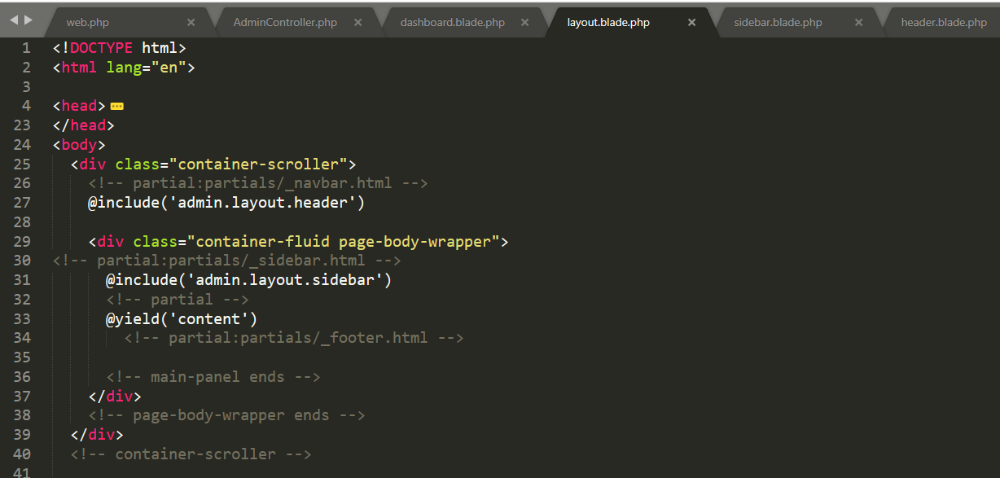 web.php × AdminController.php × dashboard.blade.php × layout.blade.php × sidebar.blade.php × header.blade.php
1 <!DOCTYPE html>
2 <html lang="en">
3
4 <head>
23 </head>
24 <body>
25 <div class="container-scroller">
26 <!-- partial:partials/_navbar.html -->
27 @include('admin.layout.header')
28
29 <div class="container-fluid page-body-wrapper">
30 <!-- partial:partials/_sidebar.html -->
31 @include('admin.layout.sidebar')
32 <!-- partial -->
33 @yield('content')
34 <!-- partial:partials/_footer.html -->
35
36 <!-- main-panel ends -->
37 </div>
38 <!-- page-body-wrapper ends -->
39 </div>
40 <!-- container-scroller -->
41